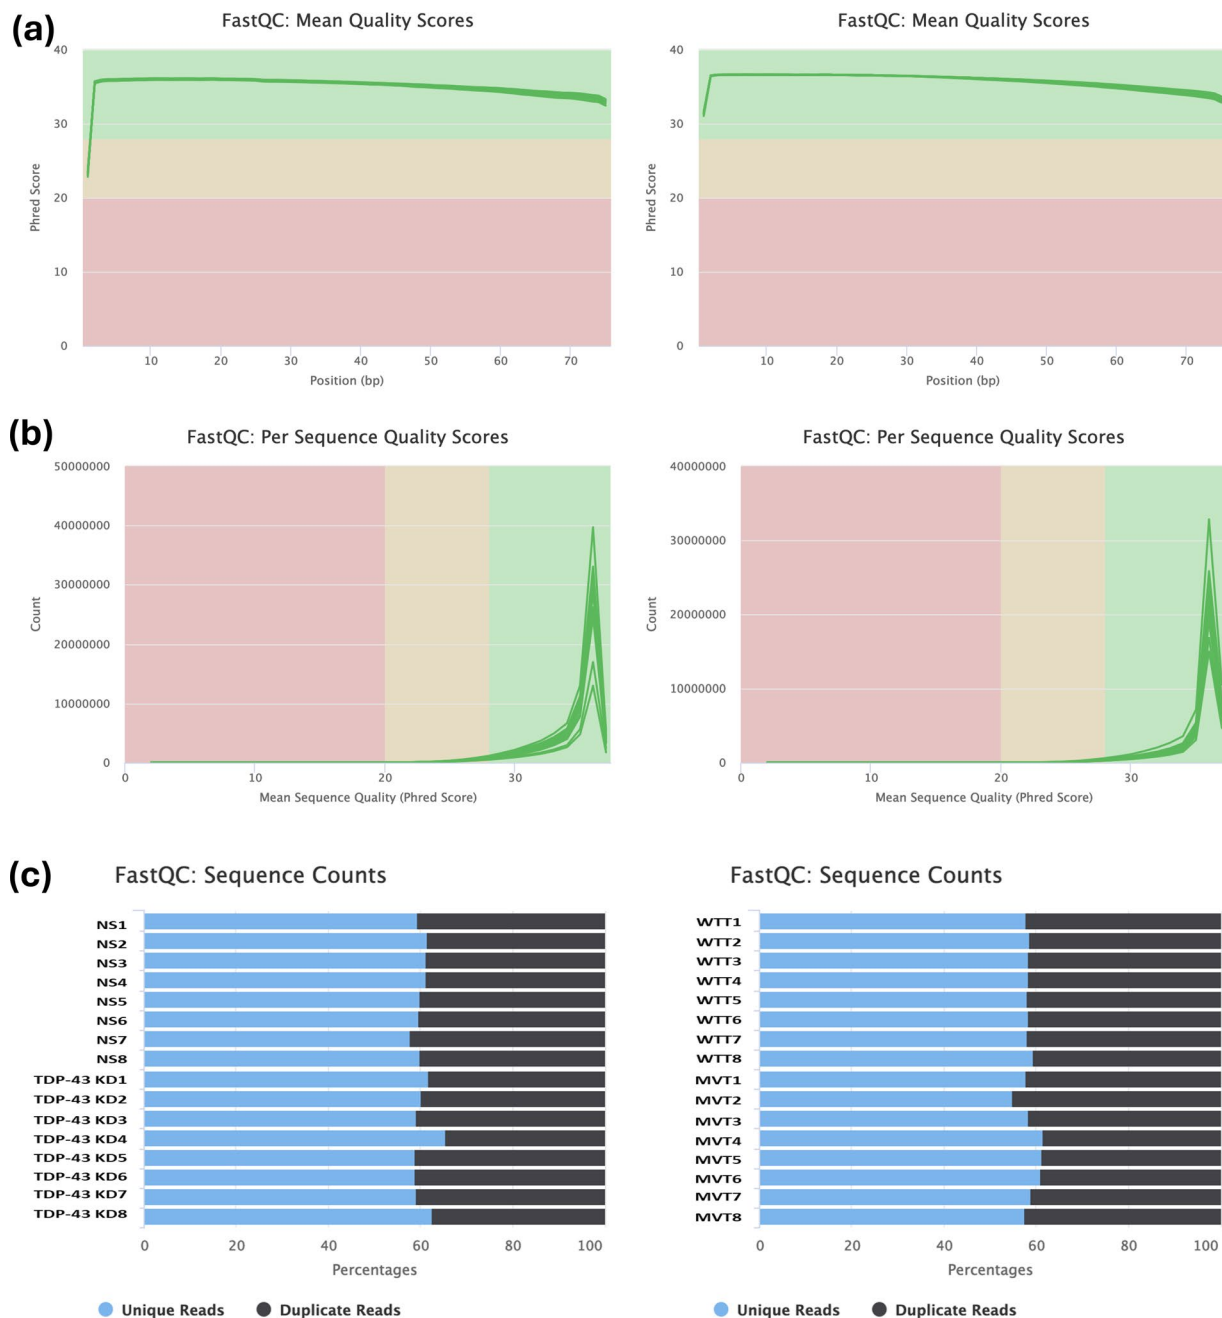 (a)
FastQC: Mean Quality Scores
40
30
20
10
0
Phred Score
10 20 30 40 50 60 70
Position (bp)
FastQC: Mean Quality Scores
40
30
20
10
0
Phred Score
10 20 30 40 50 60 70
Position (bp)
(b)
FastQC: Per Sequence Quality Scores
50000000
40000000
30000000
20000000
10000000
0
Count
0 10 20 30
Mean Sequence Quality (Phred Score)
FastQC: Per Sequence Quality Scores
40000000
30000000
20000000
10000000
0
Count
0 10 20 30
Mean Sequence Quality (Phred Score)
(c)
FastQC: Sequence Counts
NS1
NS2
NS3
NS4
NS5
NS6
NS7
NS8
TDP-43 KD1
TDP-43 KD2
TDP-43 KD3
TDP-43 KD4
TDP-43 KD5
TDP-43 KD6
TDP-43 KD7
TDP-43 KD8
0 20 40 60 80 100
Percentages
Unique Reads Duplicate Reads
FastQC: Sequence Counts
WTT1
WTT2
WTT3
WTT4
WTT5
WTT6
WTT7
WTT8
MVT1
MVT2
MVT3
MVT4
MVT5
MVT6
MVT7
MVT8
0 20 40 60 80 100
Percentages
Unique Reads Duplicate Reads